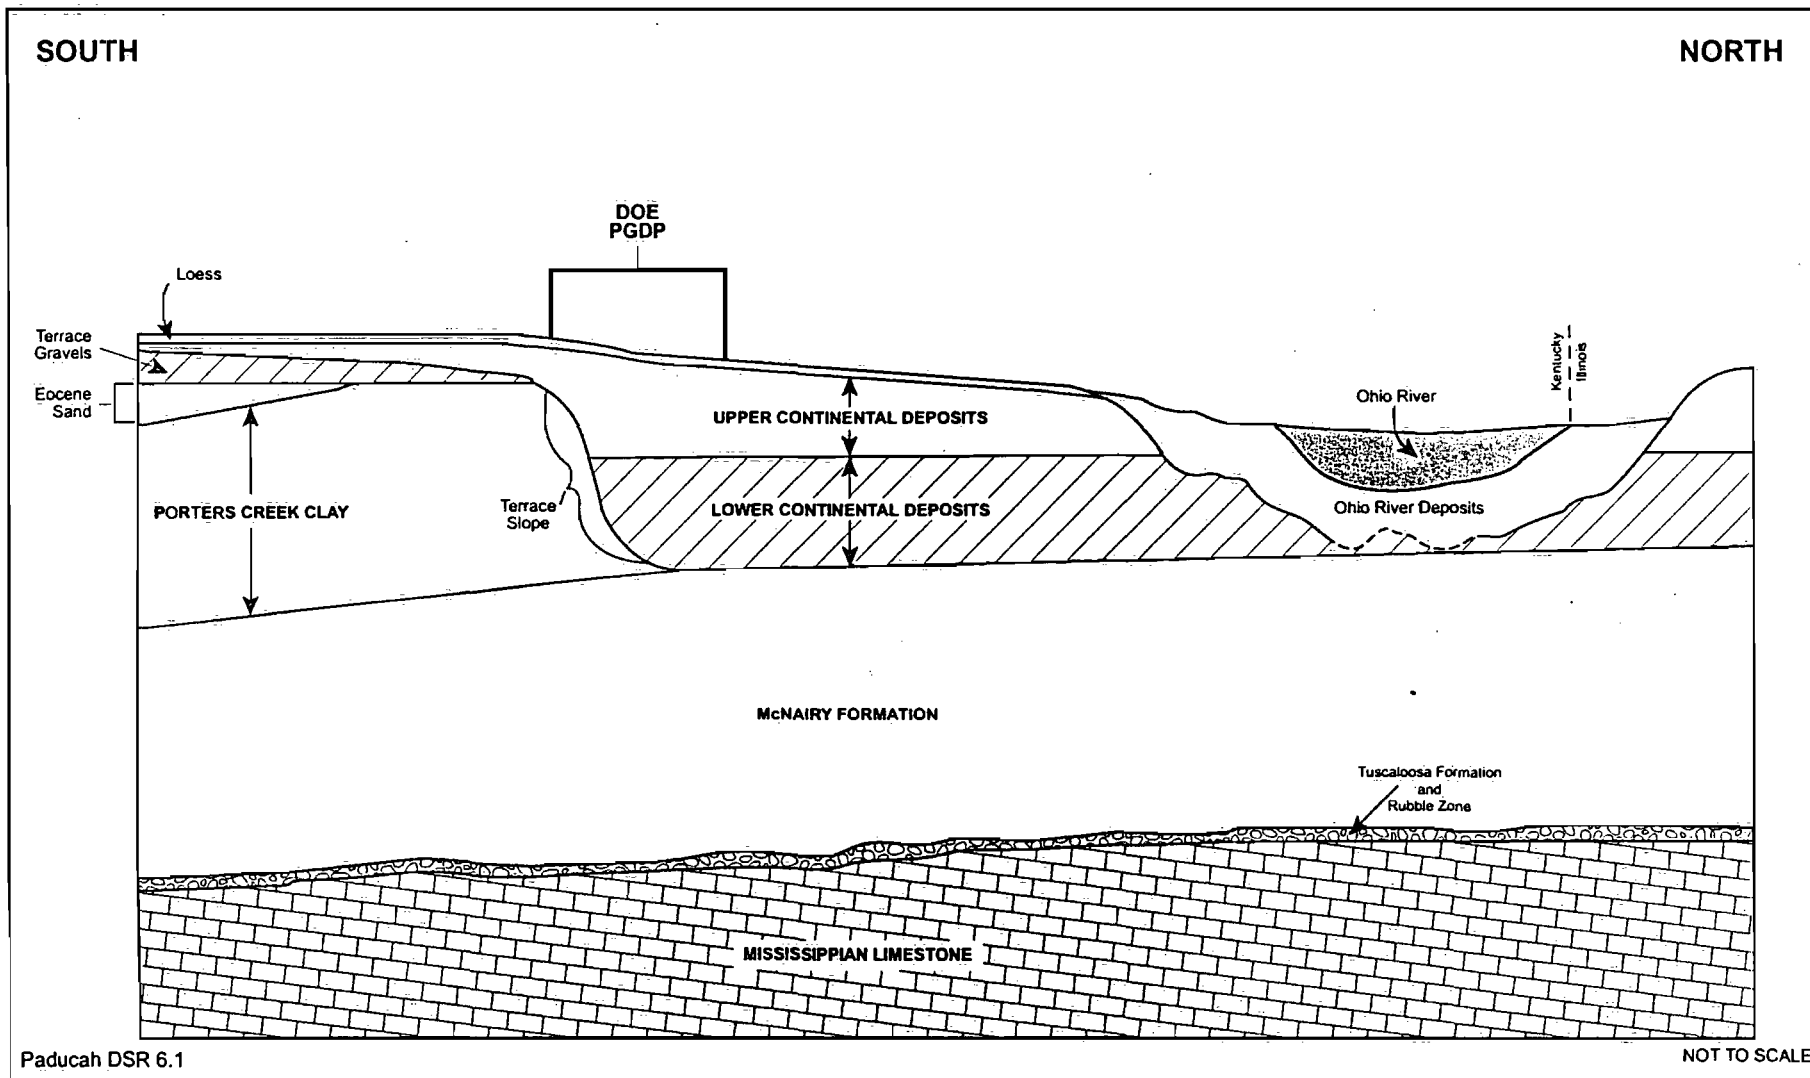 SOUTH
NORTH
DOE
PGDP
Loess
Terrace
Gravels
Eocene
Sand
Kentucky
Illinois
Ohio River
UPPER CONTINENTAL DEPOSITS
PORTERS CREEK CLAY
Terrace
Slope
LOWER CONTINENTAL DEPOSITS
Ohio River Deposits
McNAIRY FORMATION
Tuscaloosa Formation
and
Rubble Zone
MISSISSIPPIAN LIMESTONE
Paducah DSR 6.1
NOT TO SCALE